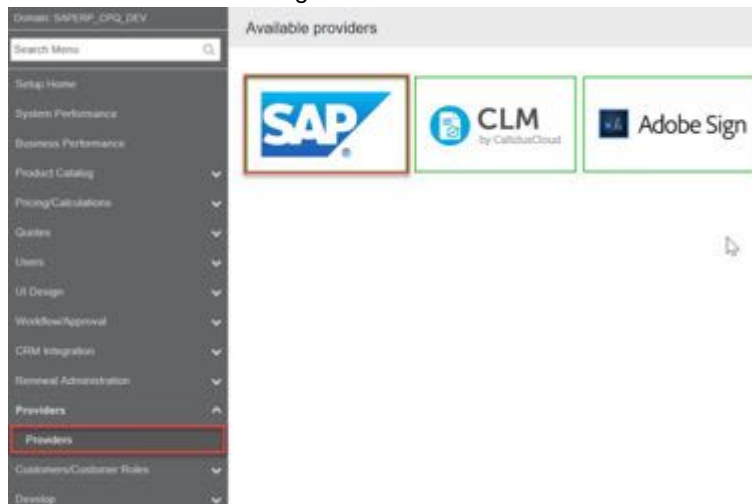 Domain: SAPERP_CPQ_DEV
Available providers
Search Menu
Setup Home
System Performance
Business Performance
Product Catalog
Pricing/Calculations
Quotes
Users
UI Design
Workflow/Approval
CRM Integration
Renewal Administration
Providers
Providers
Customers/Customer Roles
Develop
SAP
CLM
by CallidusCloud
Adobe Sign